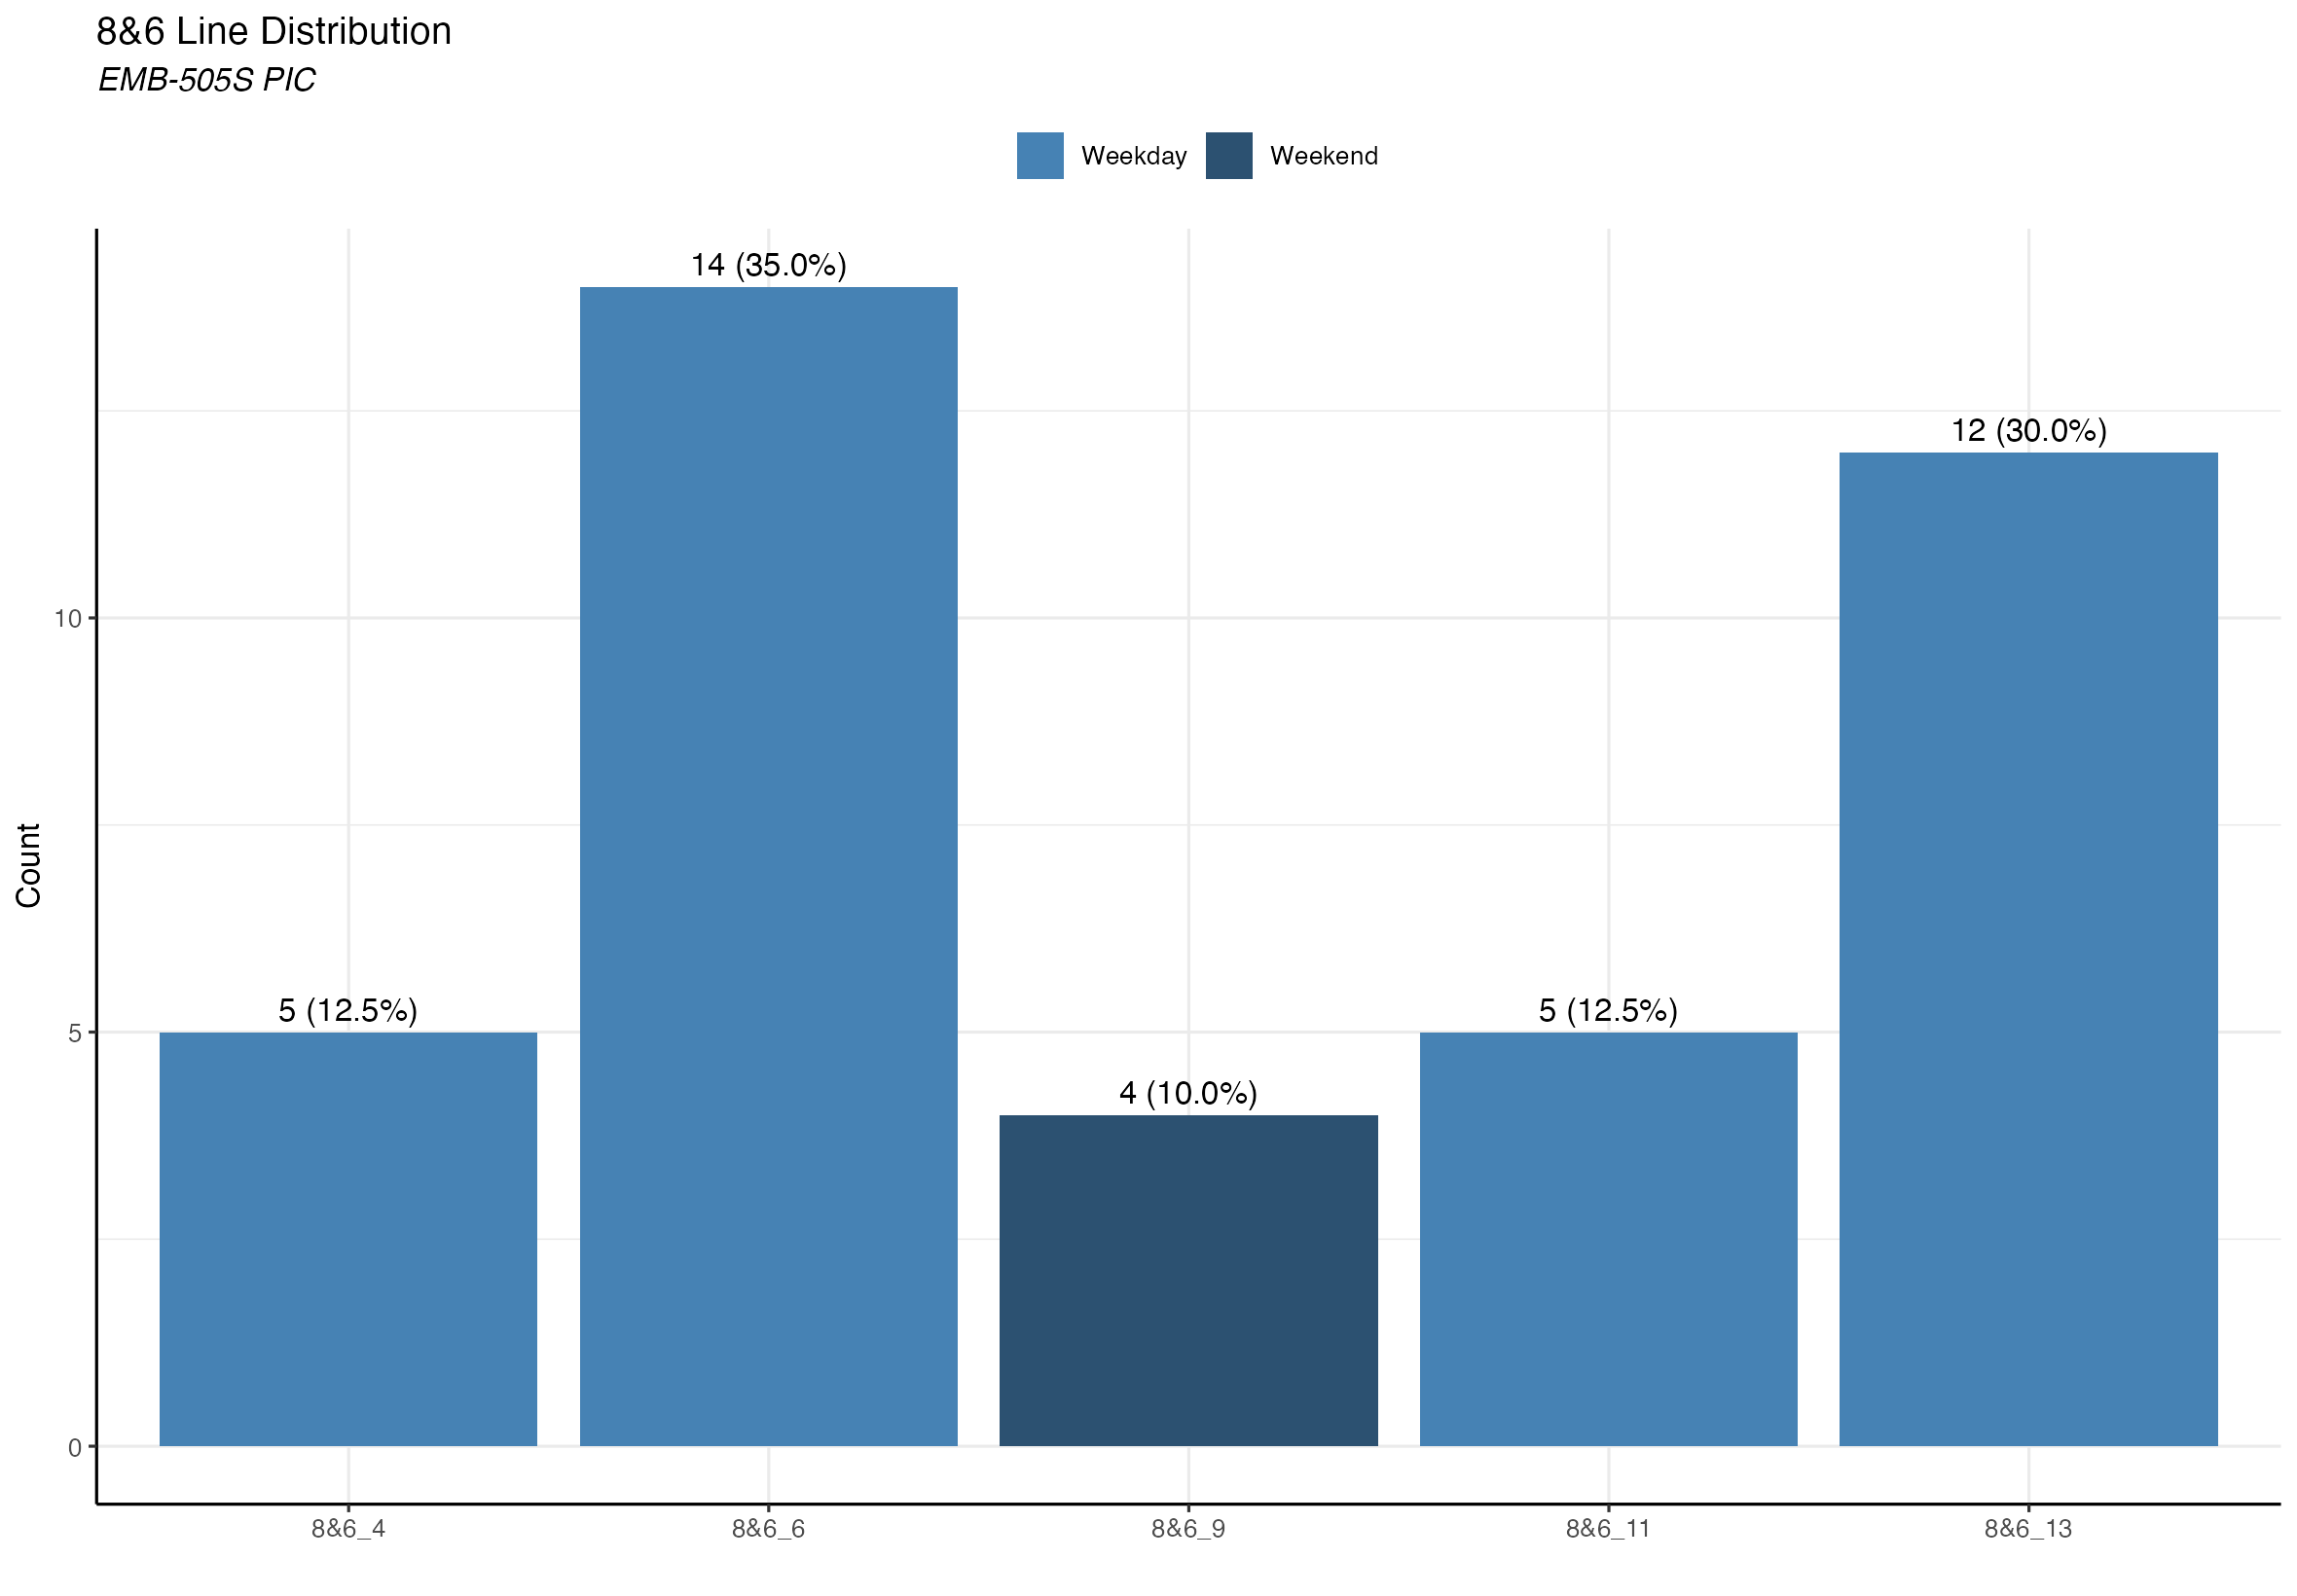 8&6 Line Distribution
EMB-505S PIC
Weekday Weekend
14 (35.0%)
12 (30.0%)
10
5 (12.5%)
5 (12.5%)
5
4 (10.0%)
Count
0
8&6_4 8&6_6 8&6_9 8&6_11 8&6_13